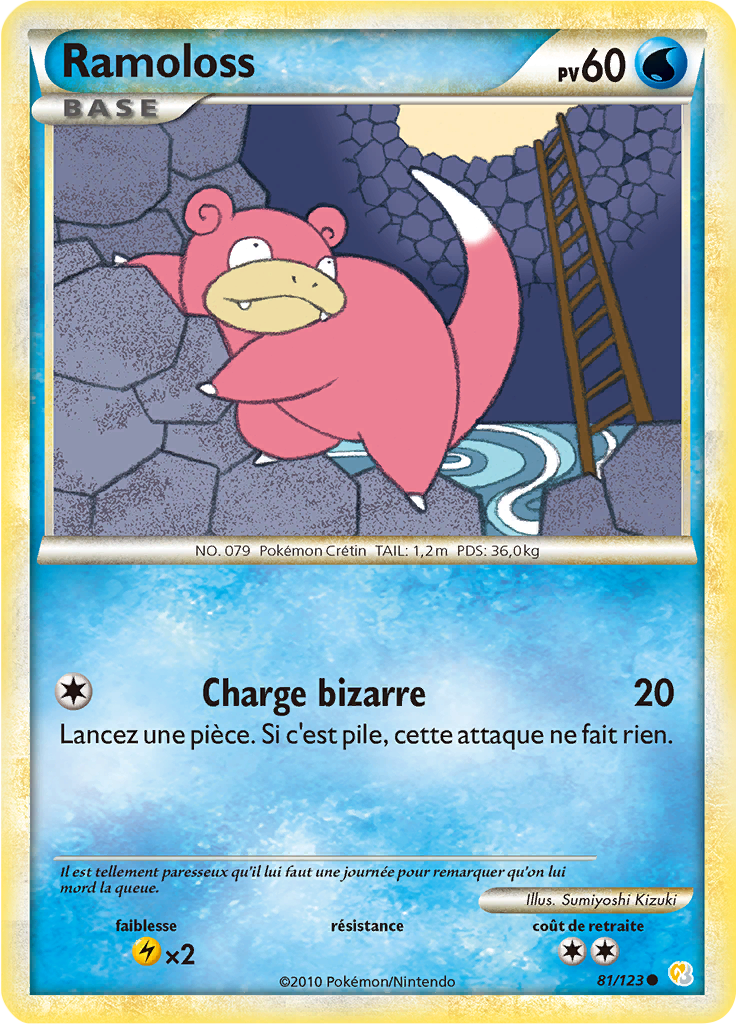 Ramoloss
PV60
BASE
NO. 079 Pokémon Crétin TAIL: 1,2m PDS: 36,0kg
Charge bizarre 20
Lancez une pièce. Si c'est pile, cette attaque ne fait rien.
Il est tellement paresseux qu'il lui faut une journée pour remarquer qu'on lui
mord la queue.
Illus. Sumiyoshi Kizuki
faiblesse résistance coût de retraite
×2
©2010 Pokémon/Nintendo 81/123